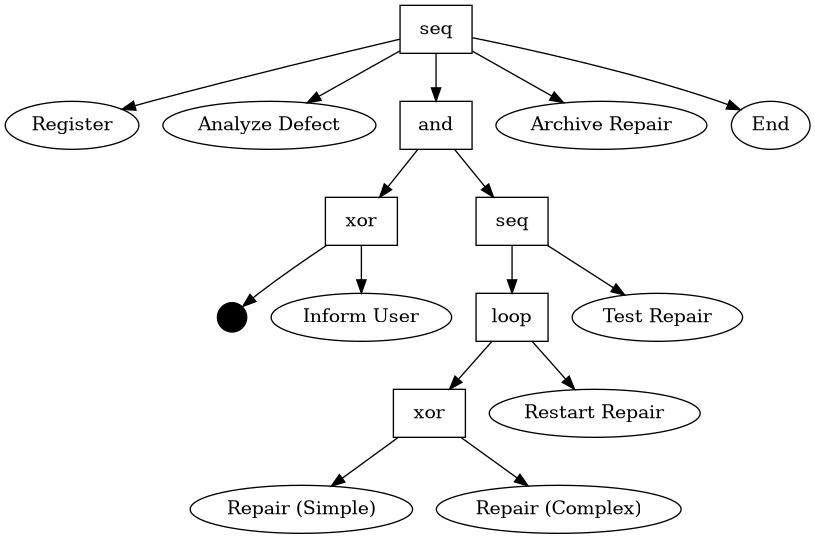 seq
Register
Analyze Defect
and
Archive Repair
End
xor
seq
Inform User
loop
Test Repair
xor
Restart Repair
Repair (Simple)
Repair (Complex)